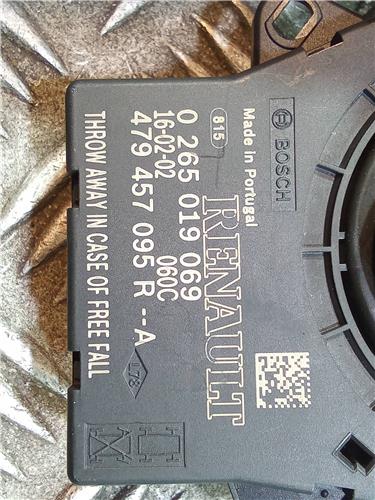 BOSCH
Made in Portugal
815
RENAULT
0 265 019 069
16-02-02 060C
479 457 095 R --A
THROW AWAY IN CASE OF FREE FALL